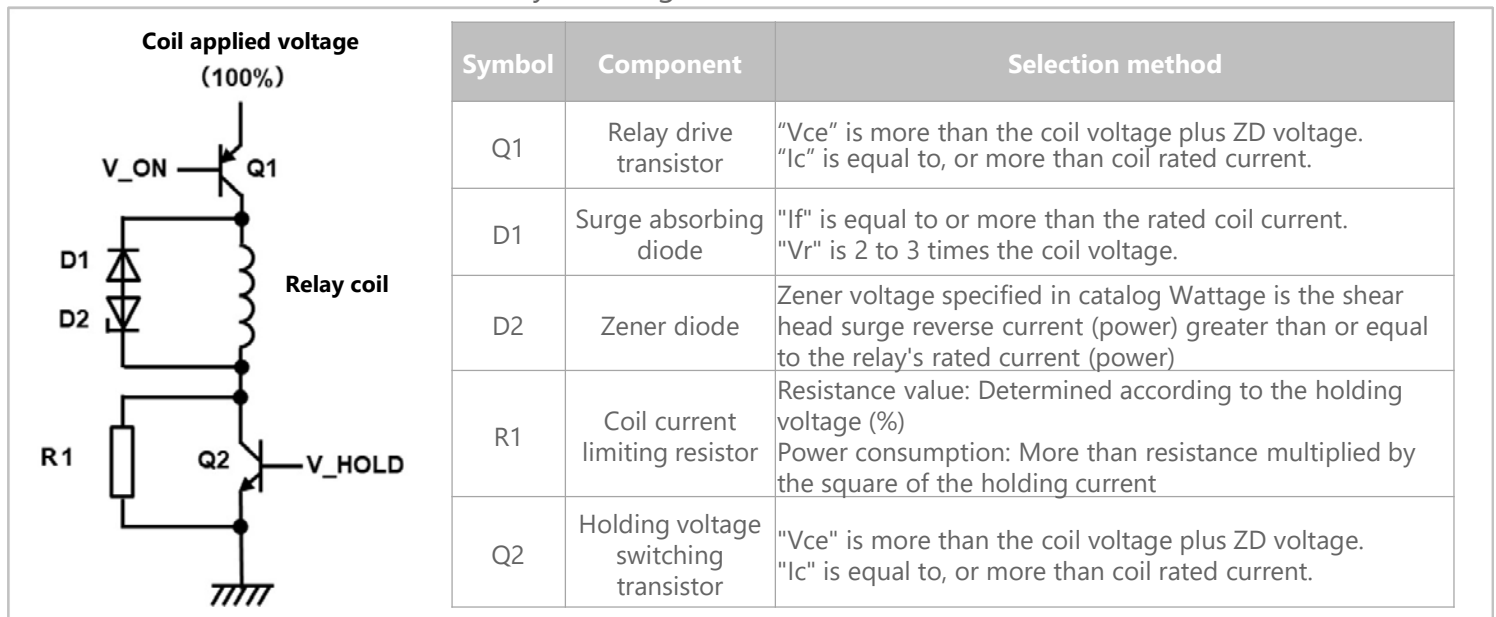 Coil applied voltage
(100%)
V_ON
Q1
D1
D2
Relay coil
R1
Q2
V_HOLD
Symbol Component Selection method
Q1 Relay drive transistor “Vce” is more than the coil voltage plus ZD voltage.
“Ic” is equal to, or more than coil rated current.
D1 Surge absorbing diode "If" is equal to or more than the rated coil current.
"Vr" is 2 to 3 times the coil voltage.
D2 Zener diode Zener voltage specified in catalog Wattage is the shear
head surge reverse current (power) greater than or equal
to the relay's rated current (power)
R1 Coil current limiting resistor Resistance value: Determined according to the holding
voltage (%)
Power consumption: More than resistance multiplied by
the square of the holding current
Q2 Holding voltage switching transistor "Vce" is more than the coil voltage plus ZD voltage.
"Ic" is equal to, or more than coil rated current.